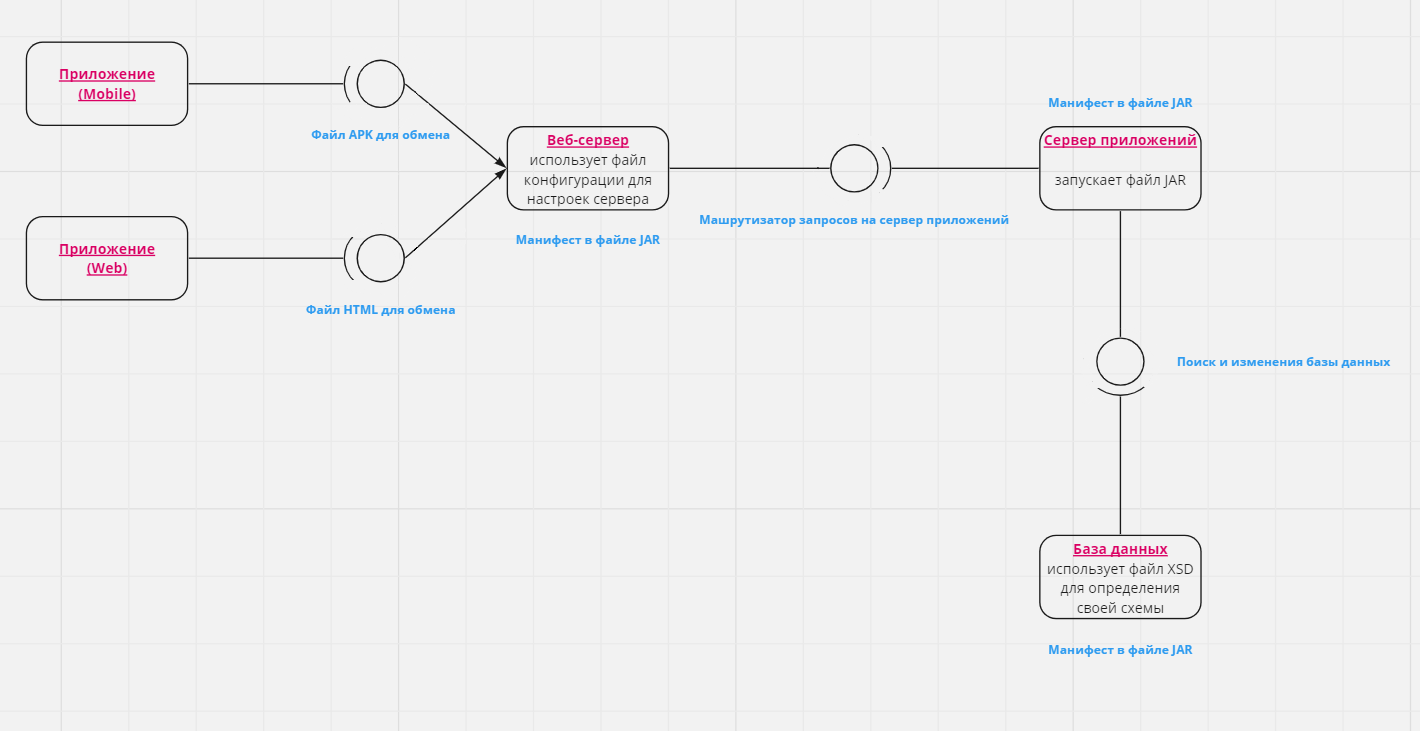 Приложение
(Mobile)
Файл APK для обмена
Приложение
(Web)
Файл HTML для обмена
Веб-сервер
использует файл
конфигурации для
настроек сервера
Манифест в файле JAR
Машрутизатор запросов на сервер приложений
Манифест в файле JAR
Сервер приложений
запускает файл JAR
Поиск и изменения базы данных
База данных
использует файл XSD
для определения
своей схемы
Манифест в файле JAR